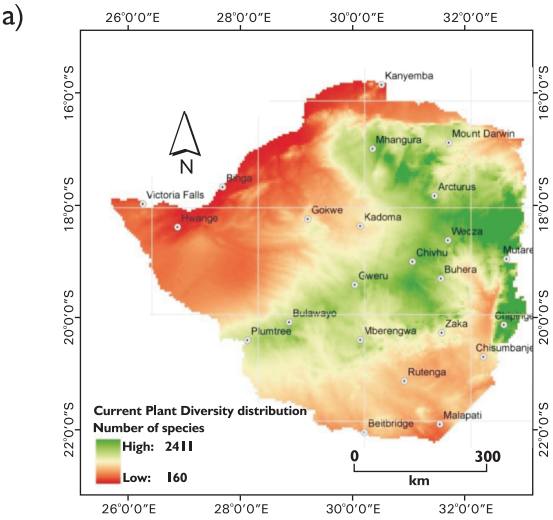 a)
26°0'0"S 28°0'0"S 30°0'0"S 32°0'0"S
16°0'0"S 16°0'0"S
18°0'0"S 18°0'0"S
20°0'0"S 20°0'0"S
22°0'0"S 22°0'0"S
N
Kanyemba
Mhangura
Mount Darwin
Binga
Victoria Falls
Arcturus
Hwange
Gokwe
Kadoma
Wedza
Mutare
Chivhu
Buhera
Gweru
Bulawayo
Chipinge
Plumtree
Mberengwa
Zaka
Chisumbanje
Rutenga
Beitbridge
Malapati
Current Plant Diversity distribution
Number of species
High: 2411
Low: 160
0 300
km
26°0'0"S 28°0'0"S 30°0'0"S 32°0'0"S